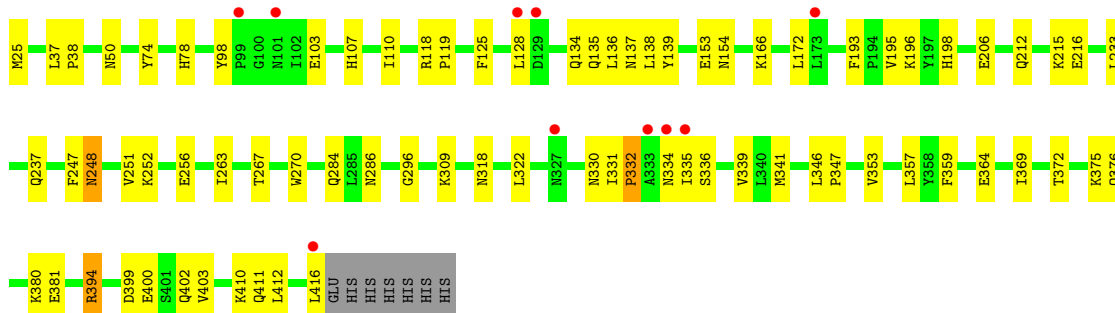 M25 L37 P38 N50 Y74 H78 Y98 P99 G100 N101 I102 E103 H107 I110 R118 P119 F125 L128 D129 Q134 Q135 L136 N137 L138 Y139 E153 N154 K166 L172 L173 F193 P194 V195 K196 Y197 H198 E206 Q212 K215 E216
Q237 F247 N248 V251 K252 E256 I263 T267 W270 Q284 L285 N286 G296 K309 N318 L322 N327 N330 I331 P332 A333 N334 I335 S336 V339 L340 M341 L346 P347 V353 L357 Y358 F359 E364 I369 T372 K375
K380 E381 R394 D399 E400 S401 Q402 V403 K410 Q411 L412 L416 GLU HIS HIS HIS HIS HIS HIS